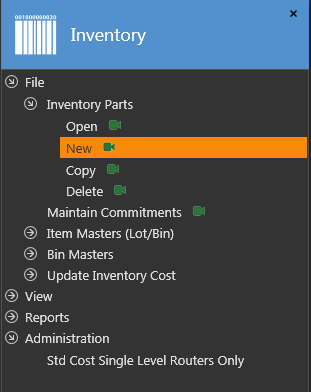 001000000020
Inventory
File
Inventory Parts
Open
New
Copy
Delete
Maintain Commitments
Item Masters (Lot/Bin)
Bin Masters
Update Inventory Cost
View
Reports
Administration
Std Cost Single Level Routers Only